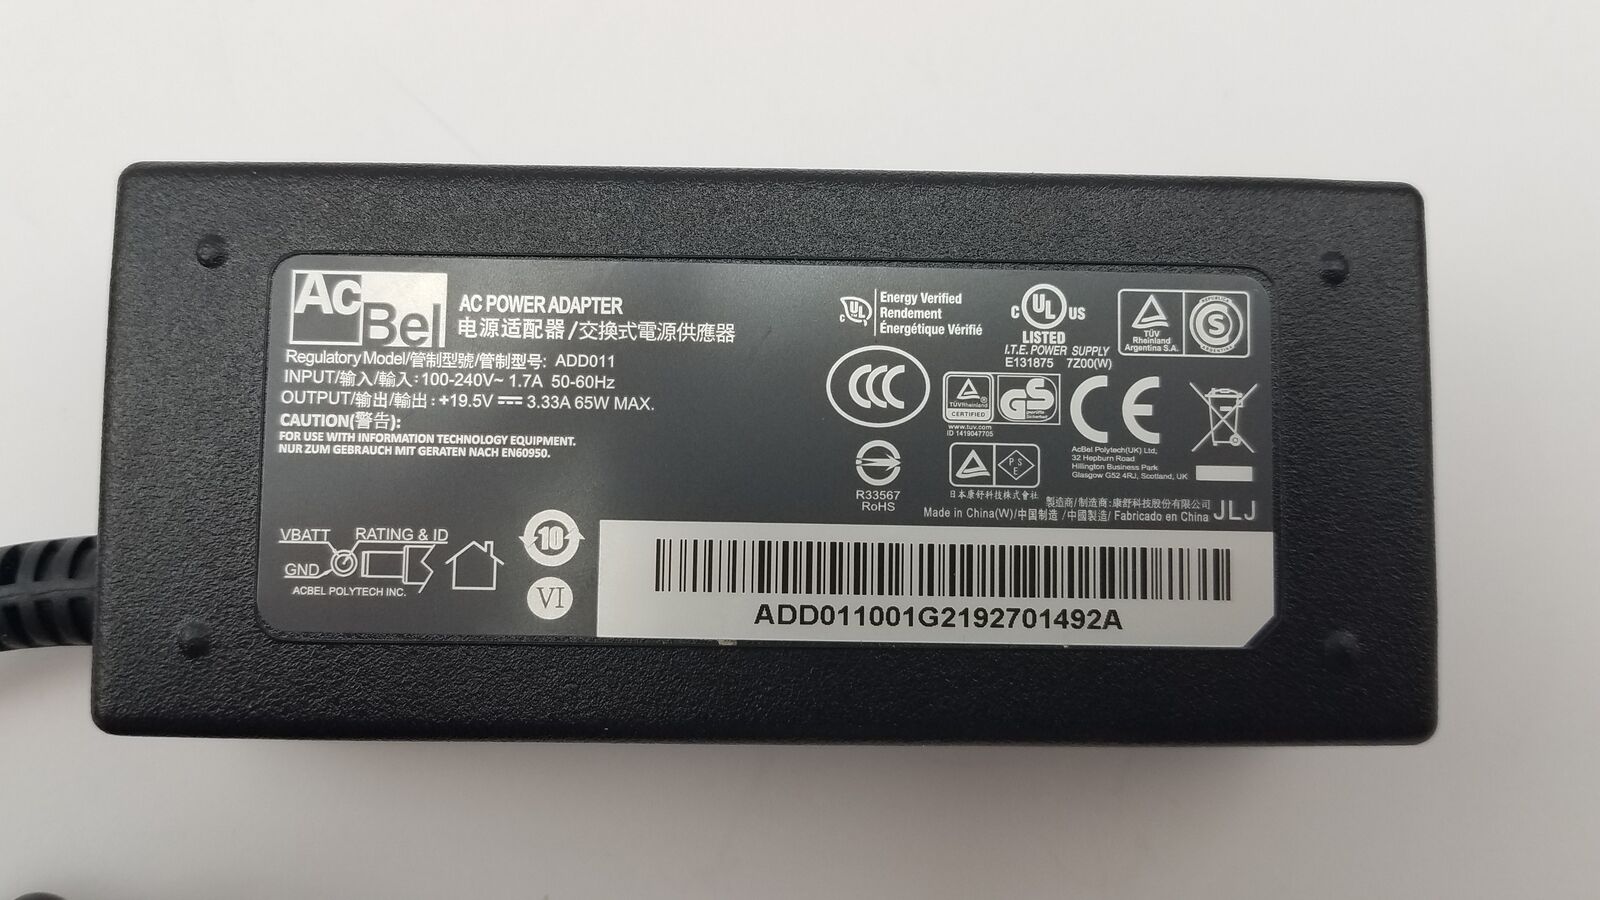 AcBel
AC POWER ADAPTER
电源适配器/交換式電源供應器
Regulatory Model/管制型號/管制型号: ADD011
INPUT/输入/輸入:100-240V~ 1.7A 50-60Hz
OUTPUT/输出/輸出: +19.5V 3.33A 65W MAX.
CAUTION(警告):
FOR USE WITH INFORMATION TECHNOLOGY EQUIPMENT.
NUR ZUM GEBRAUCH MIT GERATEN NACH EN60950.
VBATT RATING & ID
GND
ACBEL POLYTECH INC.
10
VI
c UL
Energy Verified
Rendement
Énergétique Vérifié
c UL US
LISTED
I.T.E. POWER SUPPLY
E131875 7Z00(W)
TÜV
Rheinland
Argentina S.A.
S
CCC
TÜVRheinland
CERTIFIED
www.tuv.com
ID 1419047705
GS
geprüfte
Sicherheit
CE
AcBel Polytech(UK) Ltd,
32 Hepburn Road
Hillington Business Park
Glasgow G52 4RJ, Scotland, UK
R33567
RoHS
PSE
日本康舒科技株式會社
製造商/制造商:康舒科技股份有限公司
Made in China(W)/中国制造 /中國製造/ Fabricado en China JLJ
ADD011001G2192701492A